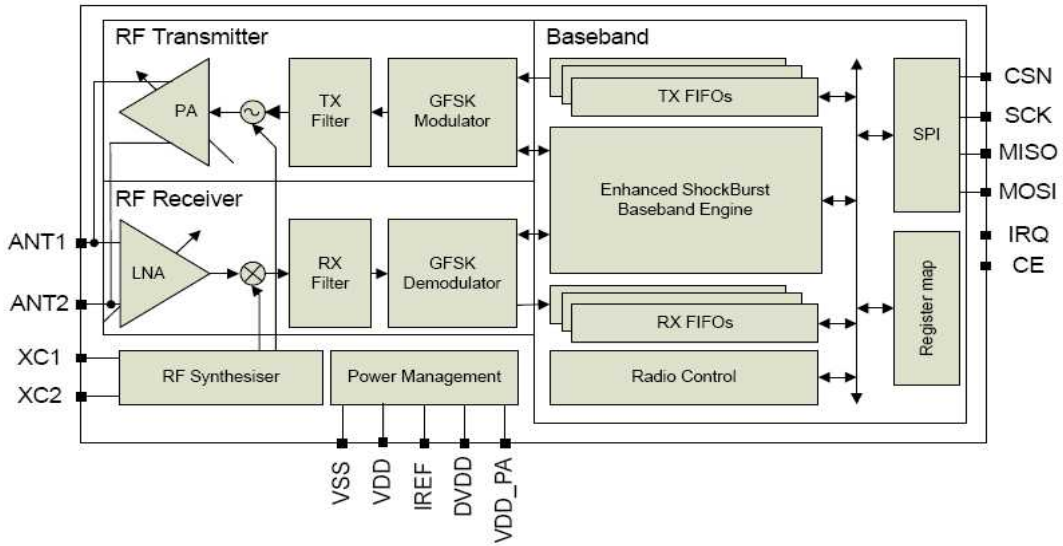 RF Transmitter
Baseband
PA
TX
Filter
GFSK
Modulator
TX FIFOs
SPI
CSN
SCK
MISO
MOSI
Enhanced ShockBurst
Baseband Engine
RF Receiver
ANT1
LNA
RX
Filter
GFSK
Demodulator
IRQ
CE
ANT2
RX FIFOs
Register map
XC1
XC2
RF Synthesiser
Power Management
Radio Control
VSS
VDD
IREF
DVDD
VDD_PA